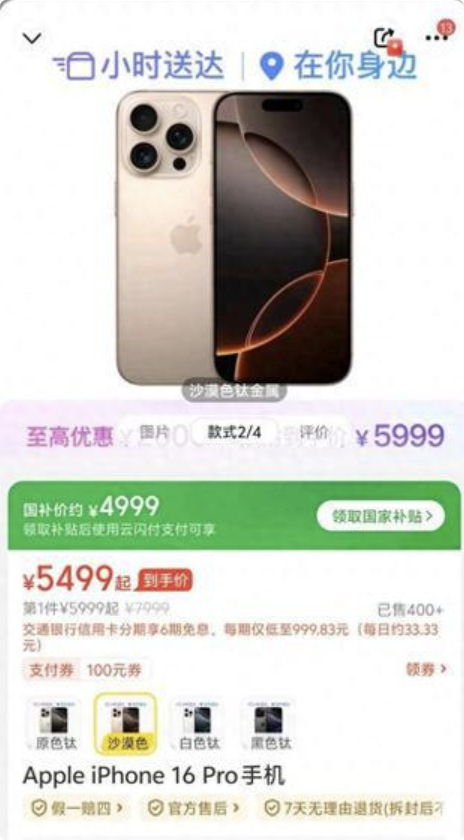 13
小时送达 | 在你身边
沙漠色钛金属
至高优惠 图片 款式2/4 评价 ¥5999
国补价约 ¥4999
领取补贴后使用云闪付支付可享
领取国家补贴>
¥5499起 到手价
第1件¥5999起 ¥7999
已售400+
交通银行信用卡分期享6期免息，每期仅低至999.83元（每日约33.33
元）
支付券 100元券
领券>
原色钛 沙漠色 白色钛 黑色钛
Apple iPhone 16 Pro手机
假一赔四> 官方售后> 7天无理由退货(拆封后